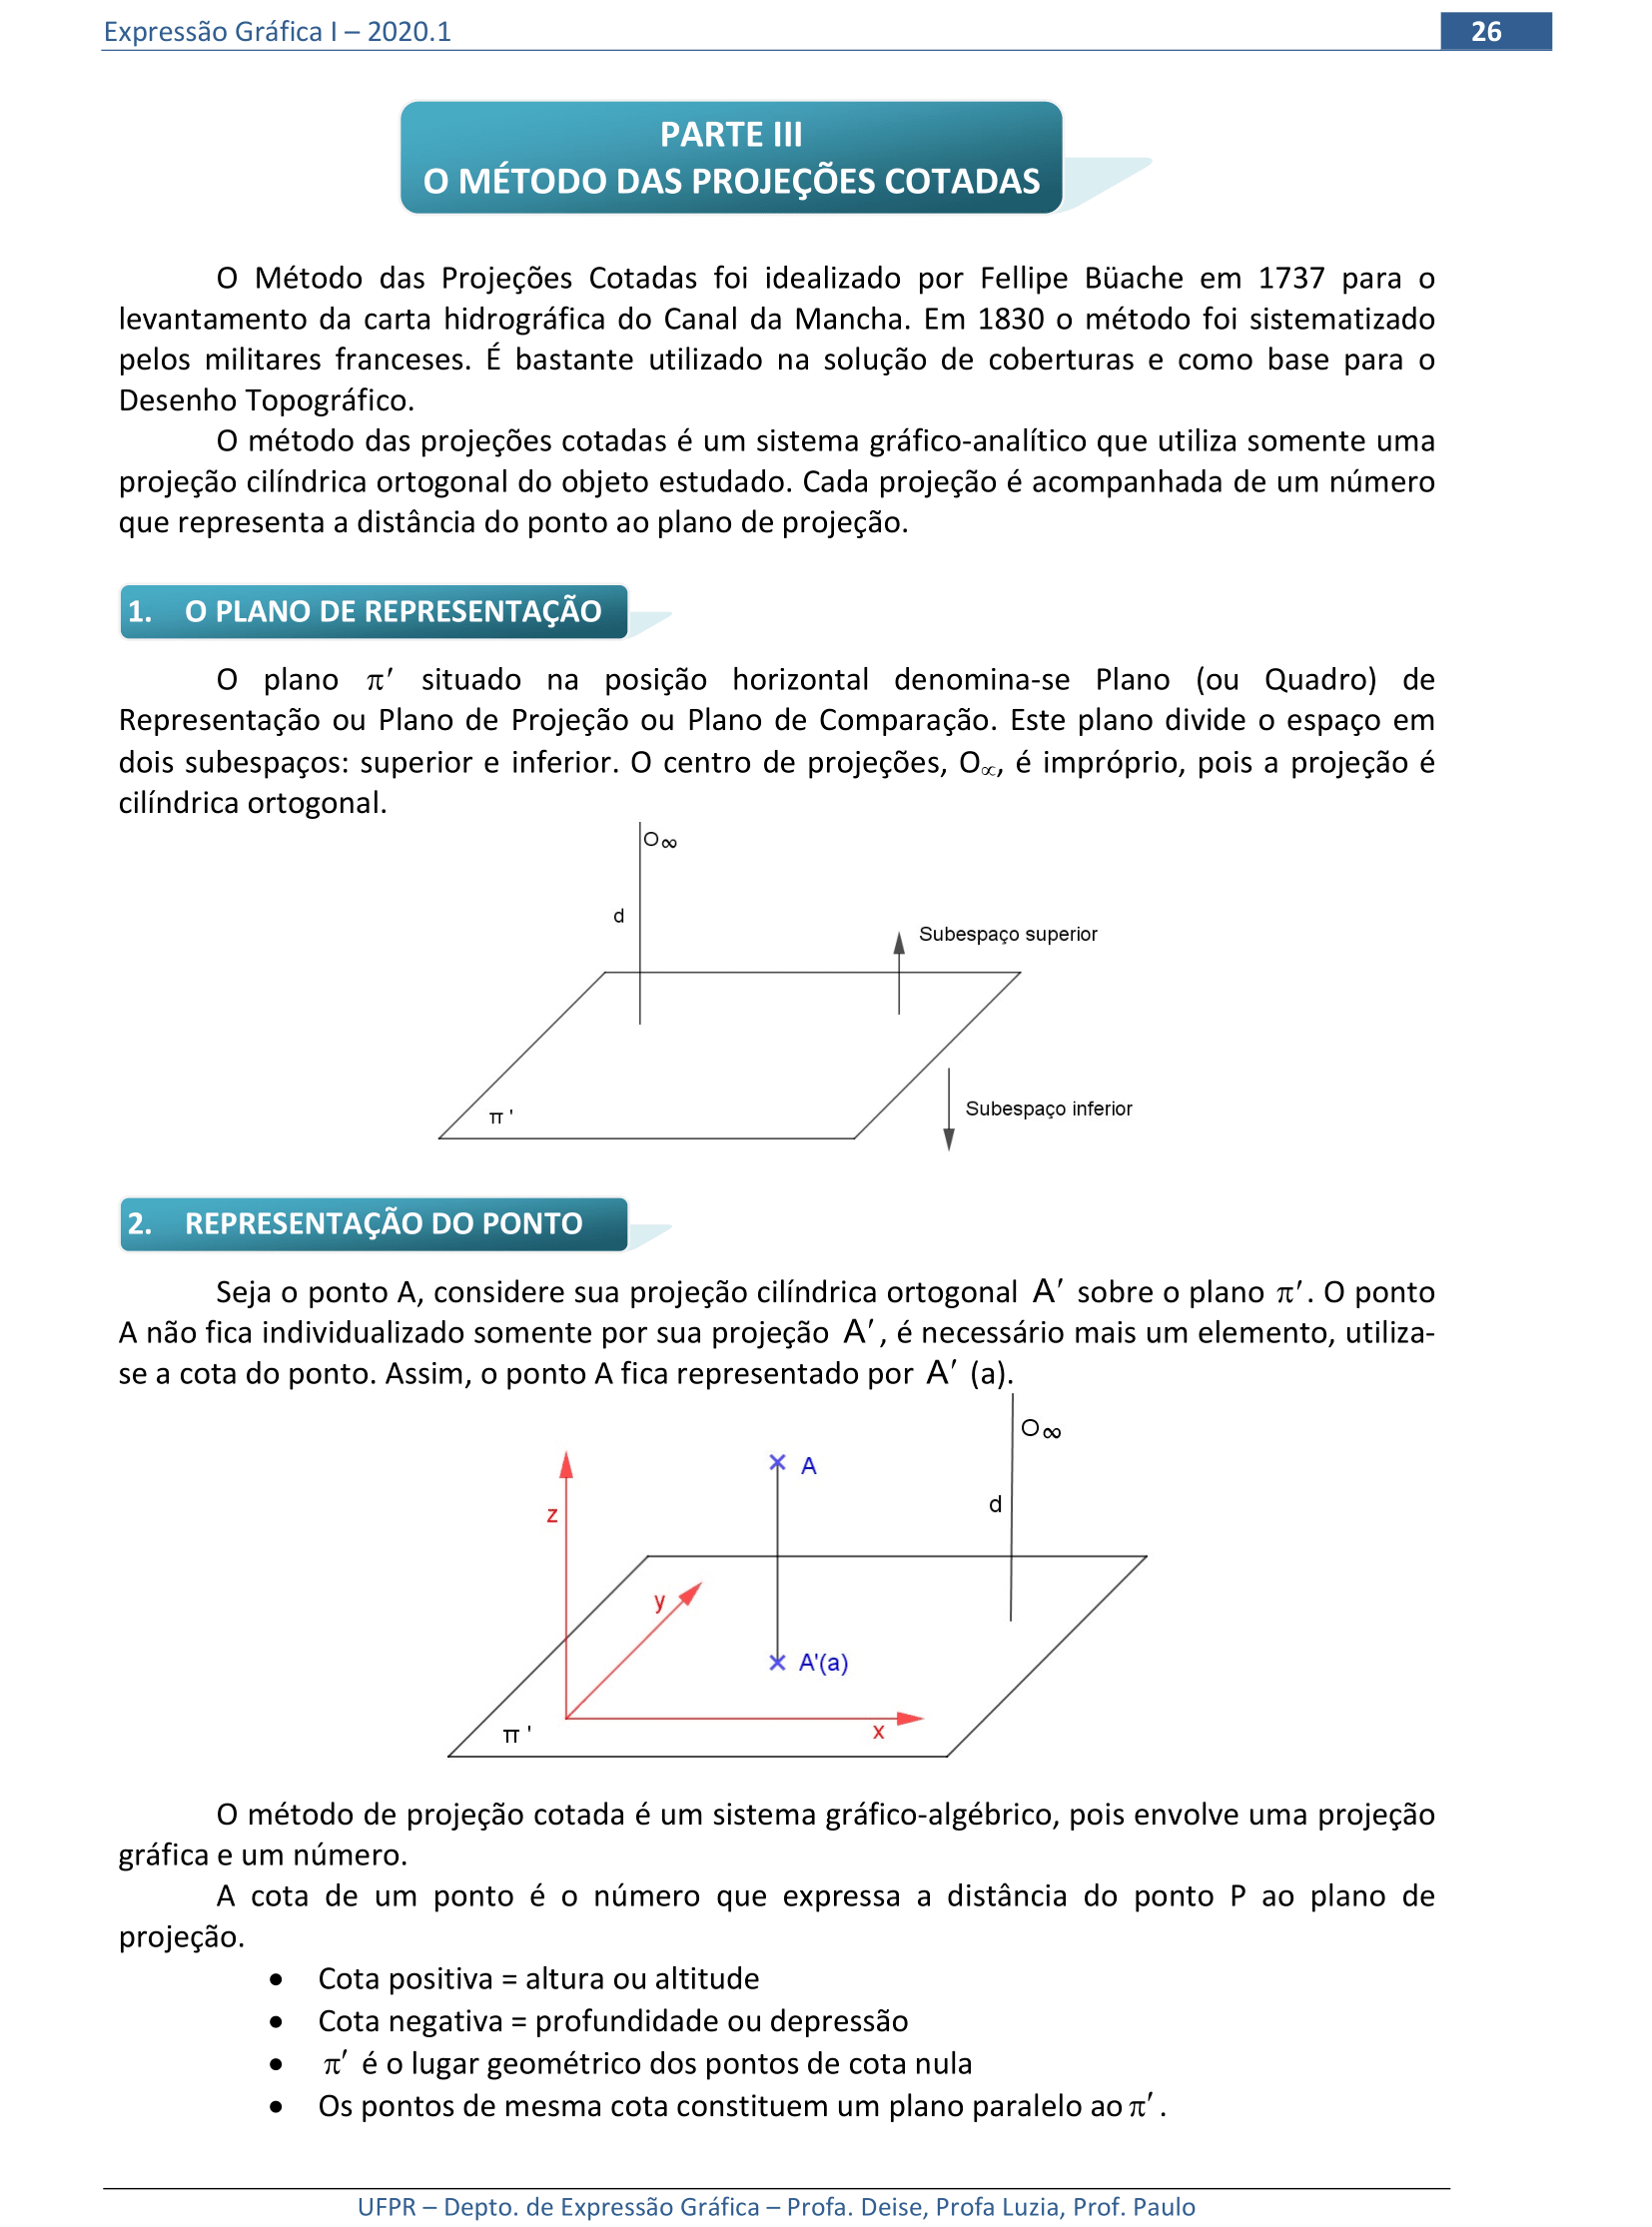 Expressão Gráfica I – 2020.1
26
PARTE III
O MÉTODO DAS PROJEÇÕES COTADAS
O Método das Projeções Cotadas foi idealizado por Fellipe Büache em 1737 para o
levantamento da carta hidrográfica do Canal da Mancha. Em 1830 o método foi sistematizado
pelos militares franceses. É bastante utilizado na solução de coberturas e como base para o
Desenho Topográfico.
O método das projeções cotadas é um sistema gráfico-analítico que utiliza somente uma
projeção cilíndrica ortogonal do objeto estudado. Cada projeção é acompanhada de um número
que representa a distância do ponto ao plano de projeção.
1. O PLANO DE REPRESENTAÇÃO
O plano π′ situado na posição horizontal denomina-se Plano (ou Quadro) de
Representação ou Plano de Projeção ou Plano de Comparação. Este plano divide o espaço em
dois subespaços: superior e inferior. O centro de projeções, O∝, é impróprio, pois a projeção é
cilíndrica ortogonal.
O∞
d
Subespaço superior
π '
Subespaço inferior
2. REPRESENTAÇÃO DO PONTO
Seja o ponto A, considere sua projeção cilíndrica ortogonal A′ sobre o plano π′. O ponto
A não fica individualizado somente por sua projeção A′, é necessário mais um elemento, utiliza-
se a cota do ponto. Assim, o ponto A fica representado por A′ (a).
O∞
A
d
z
y
A'(a)
x
π '
O método de projeção cotada é um sistema gráfico-algébrico, pois envolve uma projeção
gráfica e um número.
A cota de um ponto é o número que expressa a distância do ponto P ao plano de
projeção.
• Cota positiva = altura ou altitude
• Cota negativa = profundidade ou depressão
• π′ é o lugar geométrico dos pontos de cota nula
• Os pontos de mesma cota constituem um plano paralelo ao π′.
UFPR – Depto. de Expressão Gráfica – Profa. Deise, Profa Luzia, Prof. Paulo